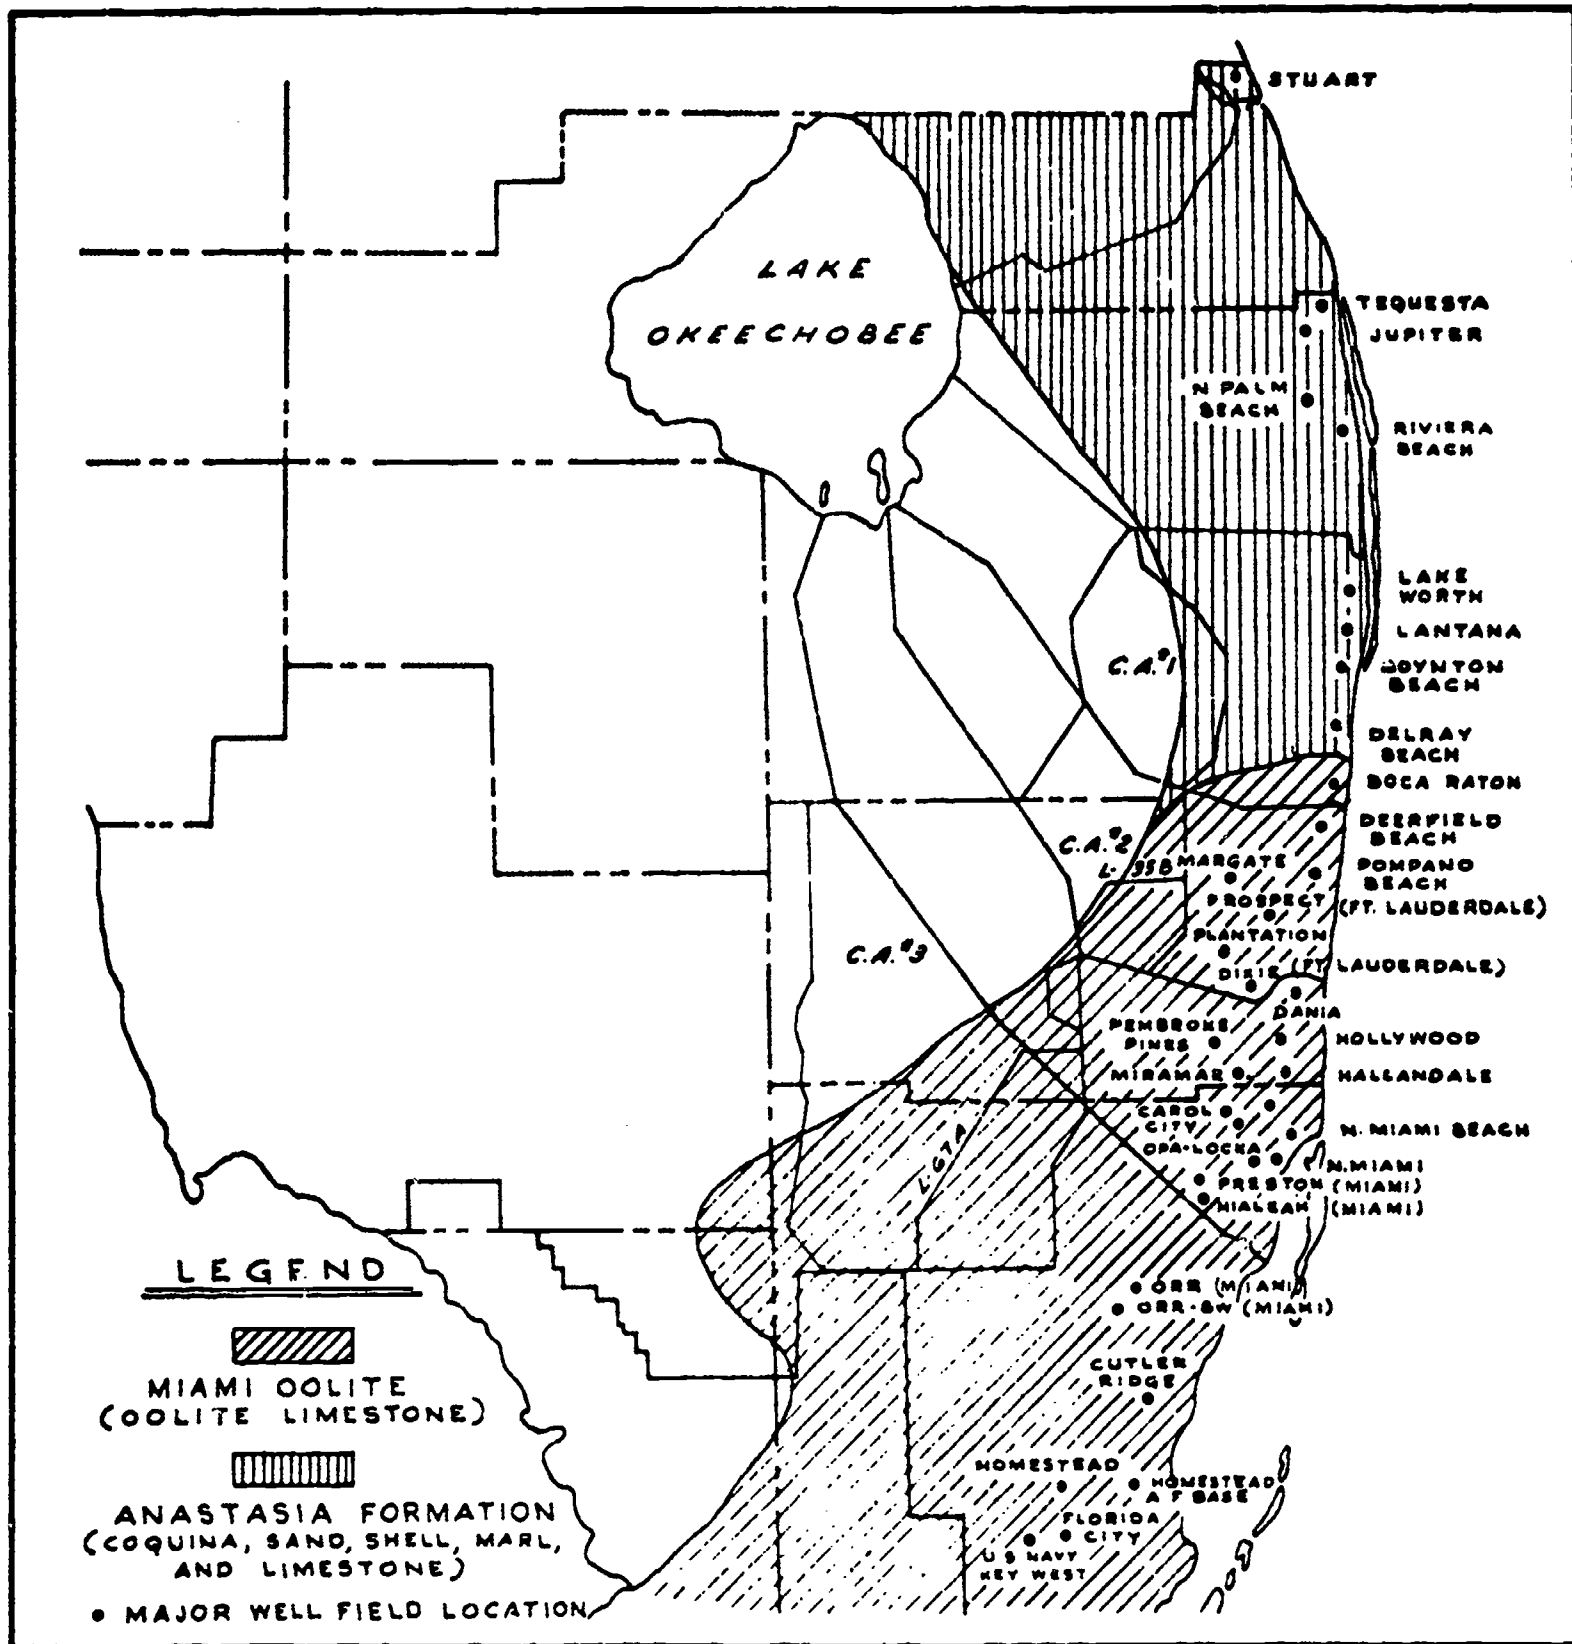 STUART
LAKE
OKEECHOBEE
TEQUESTA
JUPITER
N PALM
BEACH
RIVIERA
BEACH
LAKE
WORTH
LANTANA
C.A.#1
BOYNTON
BEACH
DELRAY
BEACH
BOCA RATON
DEERFIELD
BEACH
C.A.#2
L-35B
MARGATE
POMPANO
BEACH
PROSPECT (FT. LAUDERDALE)
PLANTATION
C.A.#3
DIXIE (FT LAUDERDALE)
DANIA
PEMBROKE
PINES
HOLLYWOOD
MIRAMAR
HALLANDALE
CAROL
CITY
N. MIAMI BEACH
OPA-LOCKA
L-67A
N. MIAMI
PRESTON (MIAMI)
HIALEAH (MIAMI)
ORR (MIAMI)
ORR-SW (MIAMI)
CUTLER
RIDGE
HOMESTEAD
HOMESTEAD
A F BASE
FLORIDA
CITY
U S NAVY
KEY WEST
LEGEND
MIAMI OOLITE
(OOLITE LIMESTONE)
ANASTASIA FORMATION
(COQUINA, SAND, SHELL, MARL,
AND LIMESTONE)
• MAJOR WELL FIELD LOCATION